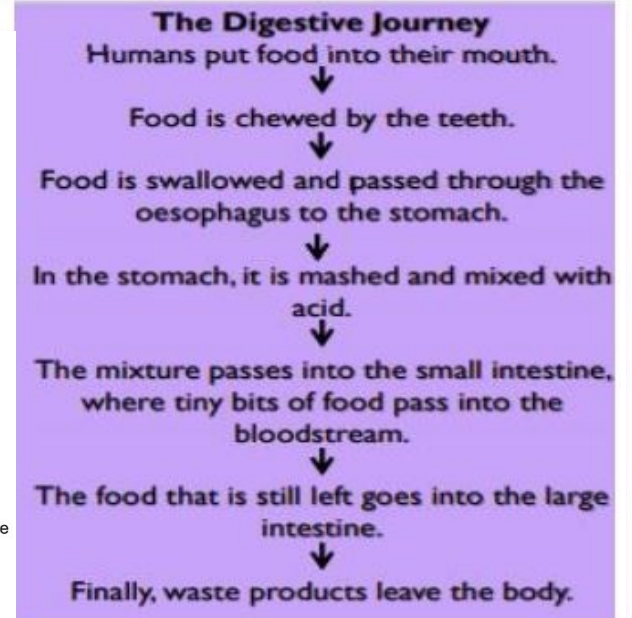 The Digestive Journey
Humans put food into their mouth.
Food is chewed by the teeth.
Food is swallowed and passed through the
oesophagus to the stomach.
In the stomach, it is mashed and mixed with
acid.
The mixture passes into the small intestine,
where tiny bits of food pass into the
bloodstream.
The food that is still left goes into the large
e
intestine.
Finally, waste products leave the body.